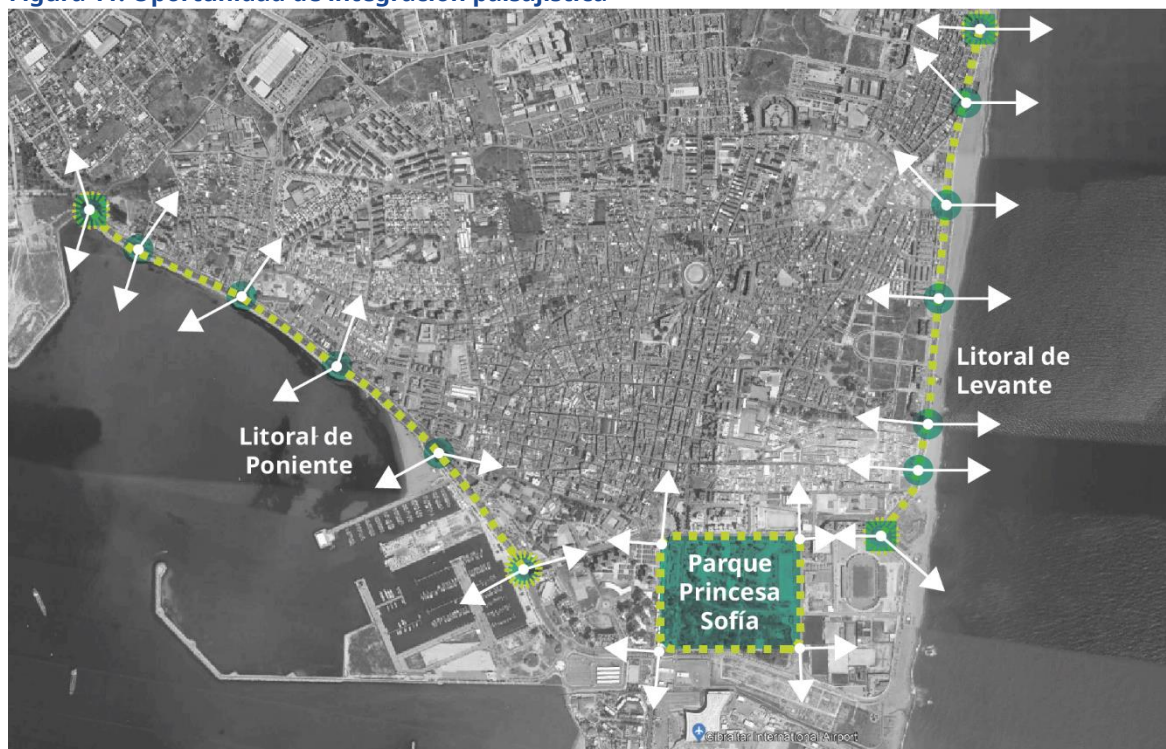 Litoral de
Levante
Litoral de
Poniente
Parque
Princesa
Sofía
Gibraltar International Airport